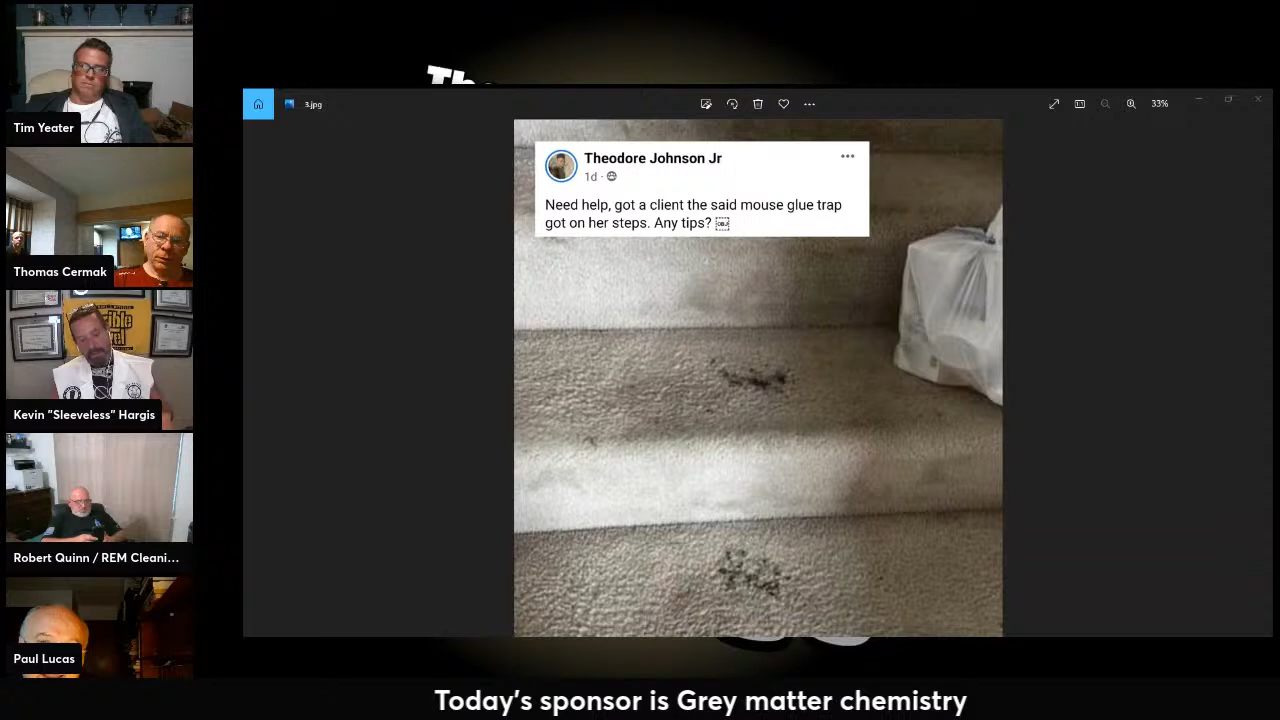 Tim Yeater
Thomas Cermak
Kevin "Sleeveless" Hargis
Robert Quinn / REM Cleani...
Paul Lucas
The
3.jpg
33%
Theodore Johnson Jr
1d ·
Need help, got a client the said mouse glue trap
got on her steps. Any tips? OBJ
Today's sponsor is Grey matter chemistry